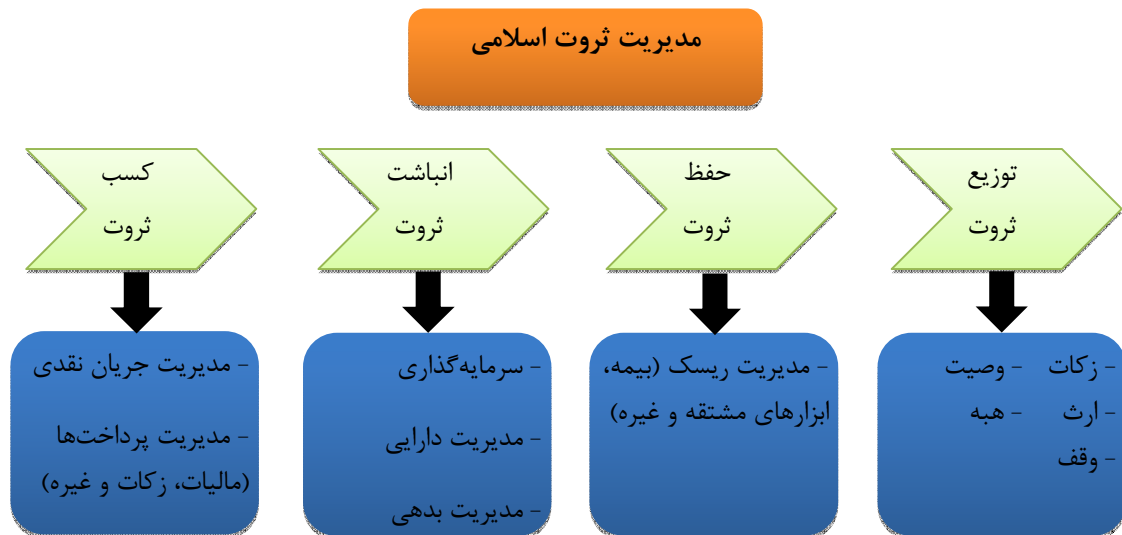 مدیریت ثروت اسلامی
کسب
ثروت
انباشت
ثروت
حفظ
ثروت
توزیع
ثروت
- مدیریت جریان نقدی
- مدیریت پرداخت‌ها
(مالیات، زکات و غیره)
- سرمایه‌گذاری
- مدیریت دارایی
- مدیریت بدهی
- مدیریت ریسک (بیمه،
ابزارهای مشتقه و غیره)
- زکات - وصیت
- ارث - هبه
- وقف